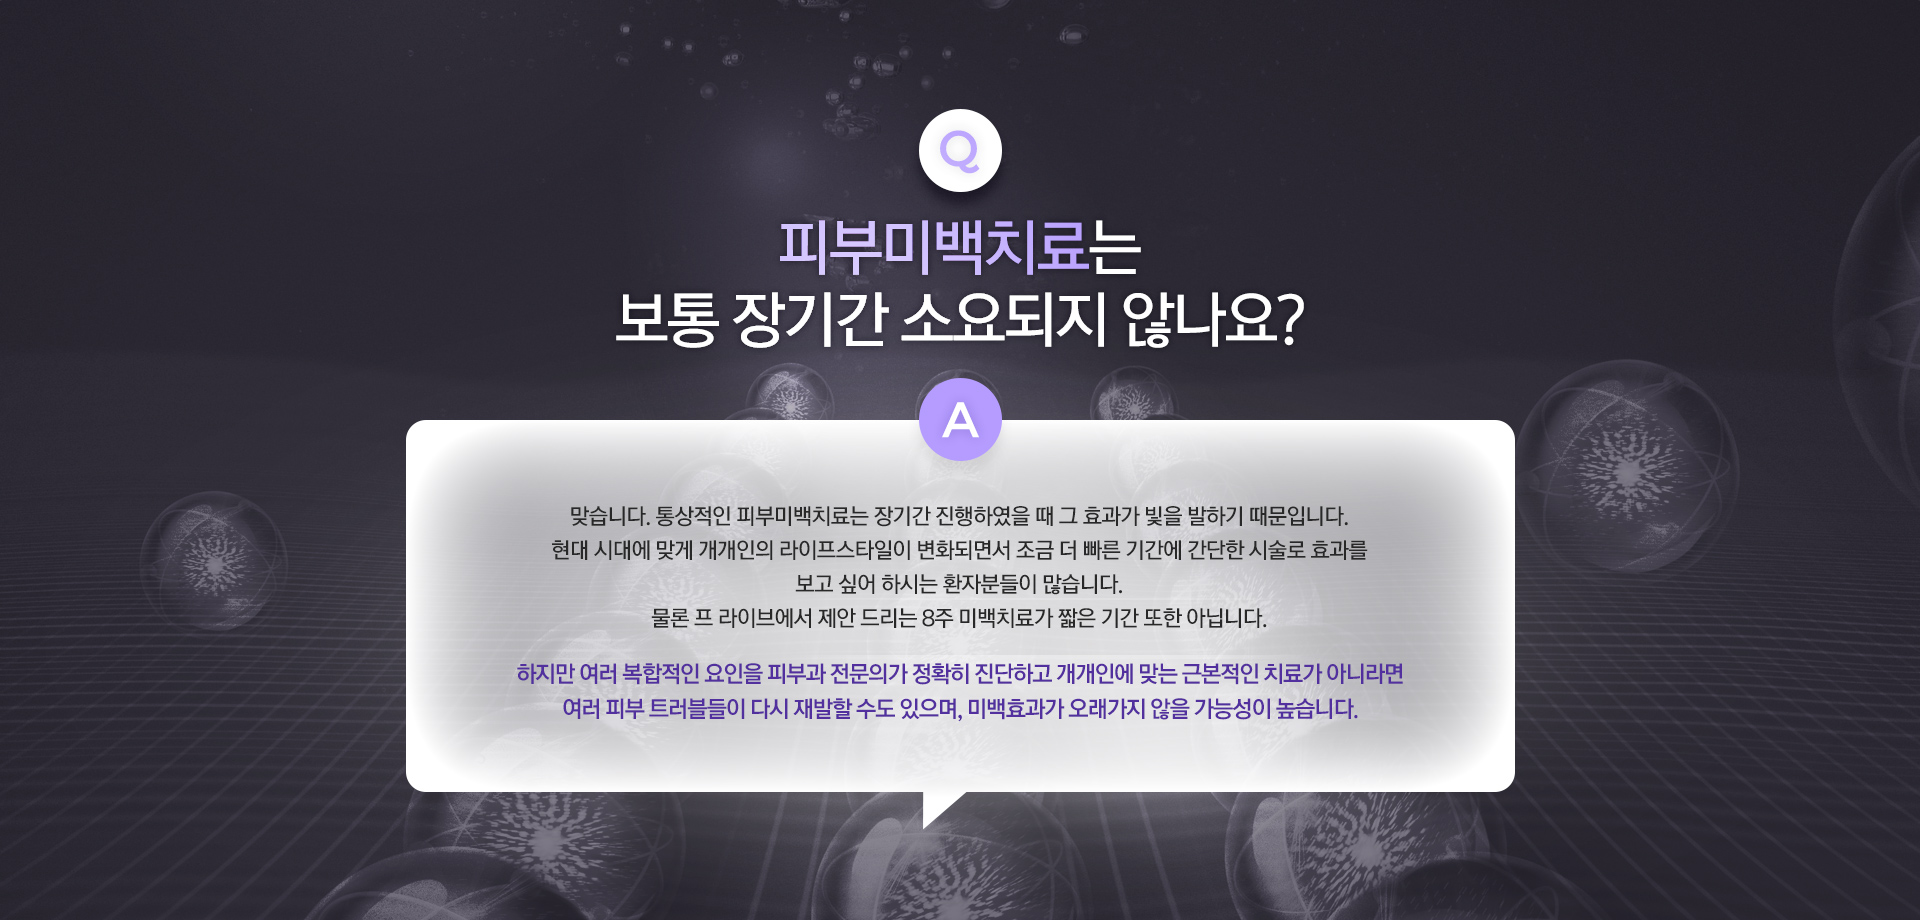 Q
피부미백치료는
보통 장기간 소요되지 않나요?
A
맞습니다. 통상적인 피부미백치료는 장기간 진행하였을 때 그 효과가 빛을 발하기 때문입니다.
현대 시대에 맞게 개개인의 라이프스타일이 변화되면서 조금 더 빠른 기간에 간단한 시술로 효과를
보고 싶어 하시는 환자분들이 많습니다.
물론 프 라이브에서 제안 드리는 8주 미백치료가 짧은 기간 또한 아닙니다.
하지만 여러 복합적인 요인을 피부과 전문의가 정확히 진단하고 개개인에 맞는 근본적인 치료가 아니라면
여러 피부 트러블들이 다시 재발할 수도 있으며, 미백효과가 오래가지 않을 가능성이 높습니다.